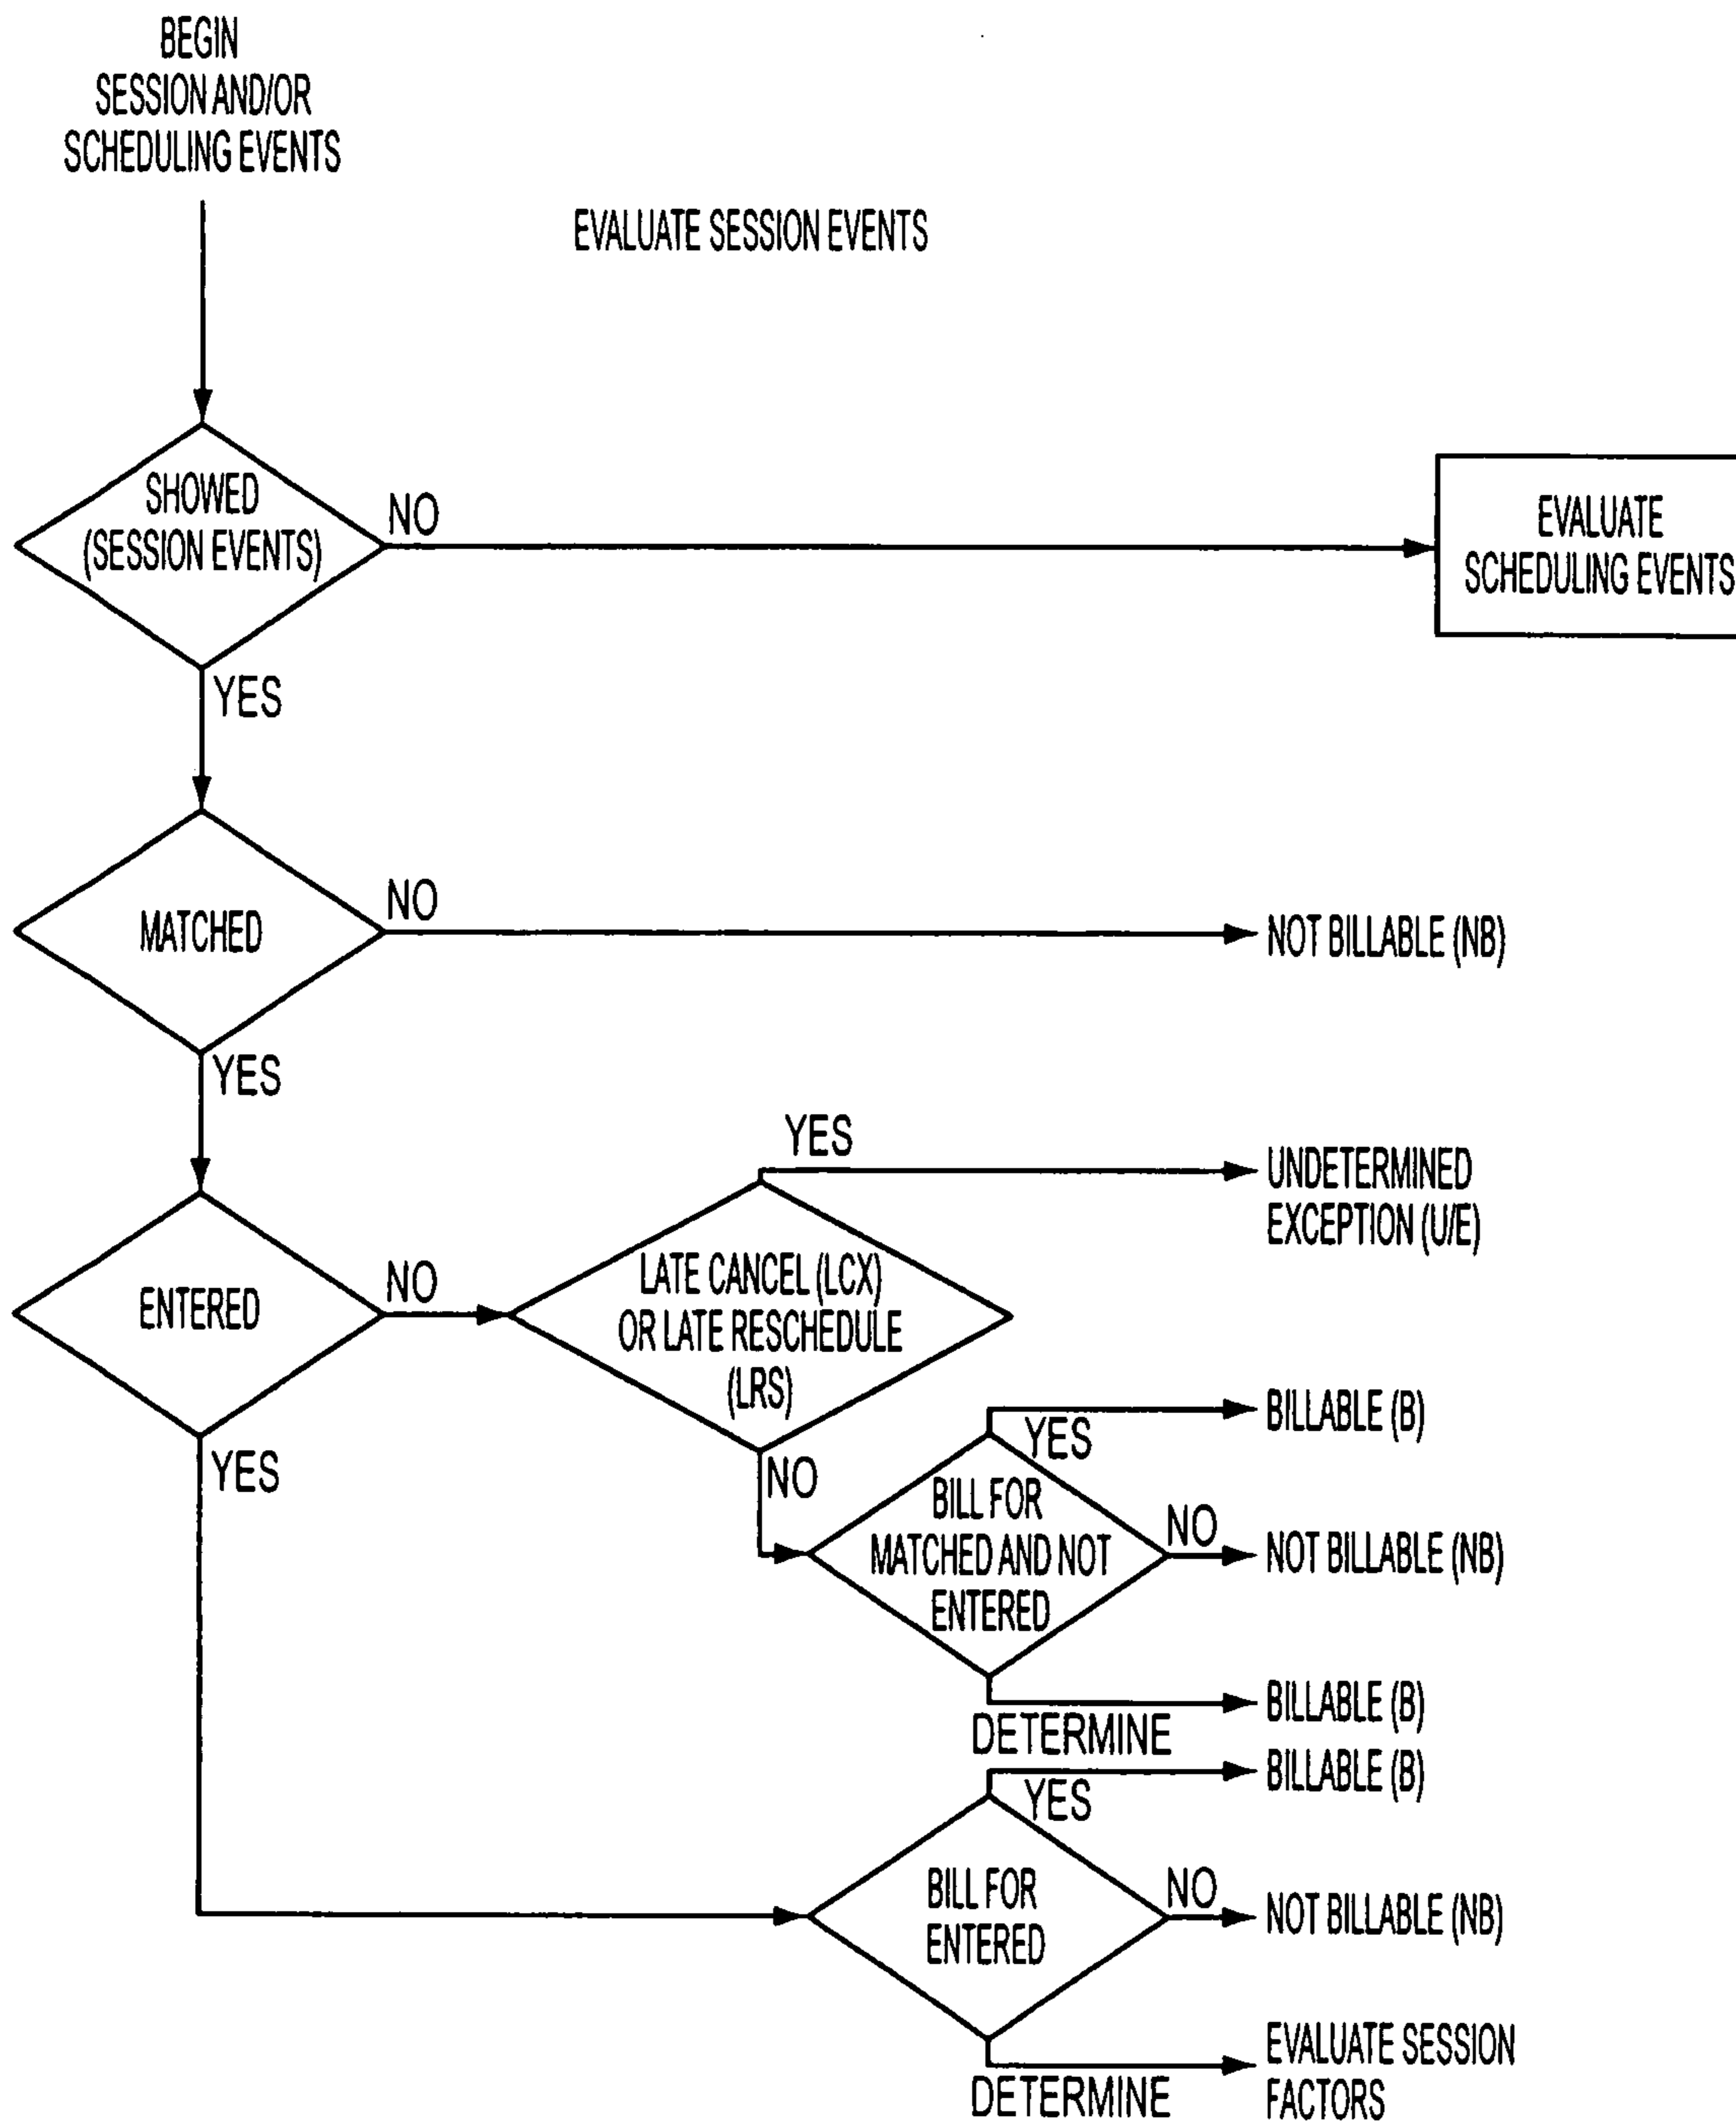 BEGIN
SESSION AND/OR
SCHEDULING EVENTS
EVALUATE SESSION EVENTS
SHOWED
(SESSION EVENTS)
NO
EVALUATE
SCHEDULING EVENTS
YES
MATCHED
NO
NOT BILLABLE (NB)
YES
ENTERED
NO
LATE CANCEL (LCX)
OR LATE RESCHEDULE
(LRS)
YES
UNDETERMINED
EXCEPTION (U/E)
NO
BILL FOR
MATCHED AND NOT
ENTERED
YES
BILLABLE (B)
NO
NOT BILLABLE (NB)
DETERMINE
BILLABLE (B)
YES
BILL FOR
ENTERED
YES
BILLABLE (B)
NO
NOT BILLABLE (NB)
DETERMINE
EVALUATE SESSION
FACTORS